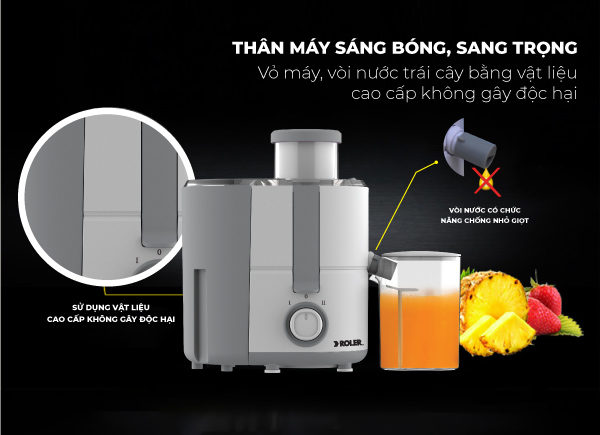 THÂN MÁY SÁNG BÓNG, SANG TRỌNG
Vỏ máy, vòi nước trái cây bằng vật liệu
cao cấp không gây độc hại
VÒI NƯỚC CÓ CHỨC
NĂNG CHỐNG NHỎ GIỌT
I O
SỬ DỤNG VẬT LIỆU
CAO CẤP KHÔNG GÂY ĐỘC HẠI
I O II
ROLER